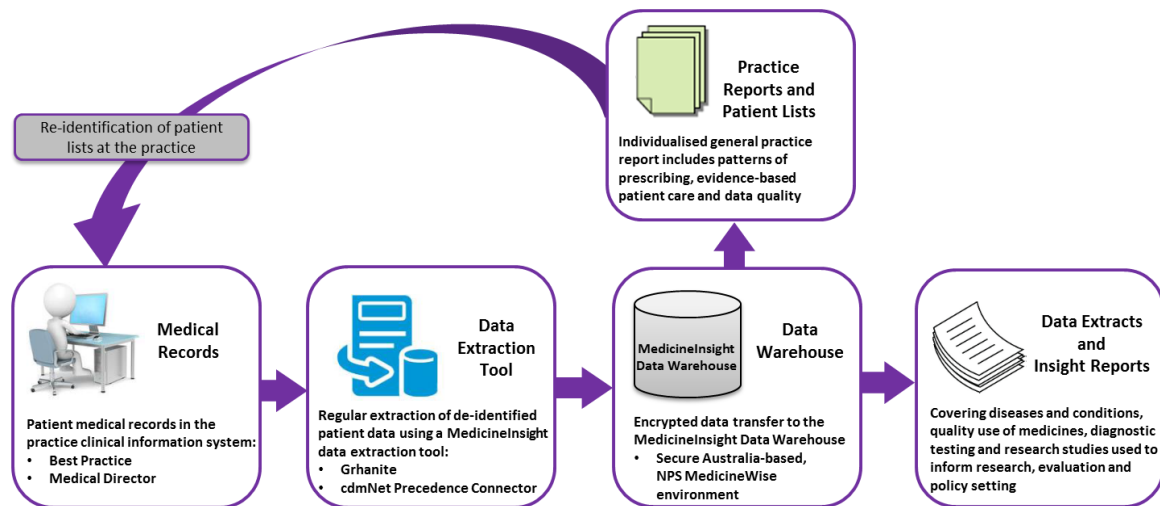 Practice
Reports and
Patient Lists
Individualised general practice
report includes patterns of
prescribing, evidence-based
patient care and data quality
Re-identification of patient
lists at the practice
Medical
Records
Patient medical records in the
practice clinical information system:
• Best Practice
• Medical Director
Data
Extraction
Tool
Regular extraction of de-identified
patient data using a MedicineInsight
data extraction tool:
• Grhanite
• cdmNet Precedence Connector
MedicineInsight
Data Warehouse
Data
Warehouse
Encrypted data transfer to the
MedicineInsight Data Warehouse
• Secure Australia-based,
NPS MedicineWise
environment
Data Extracts
and
Insight Reports
Covering diseases and conditions,
quality use of medicines, diagnostic
testing and research studies used to
inform research, evaluation and
policy setting